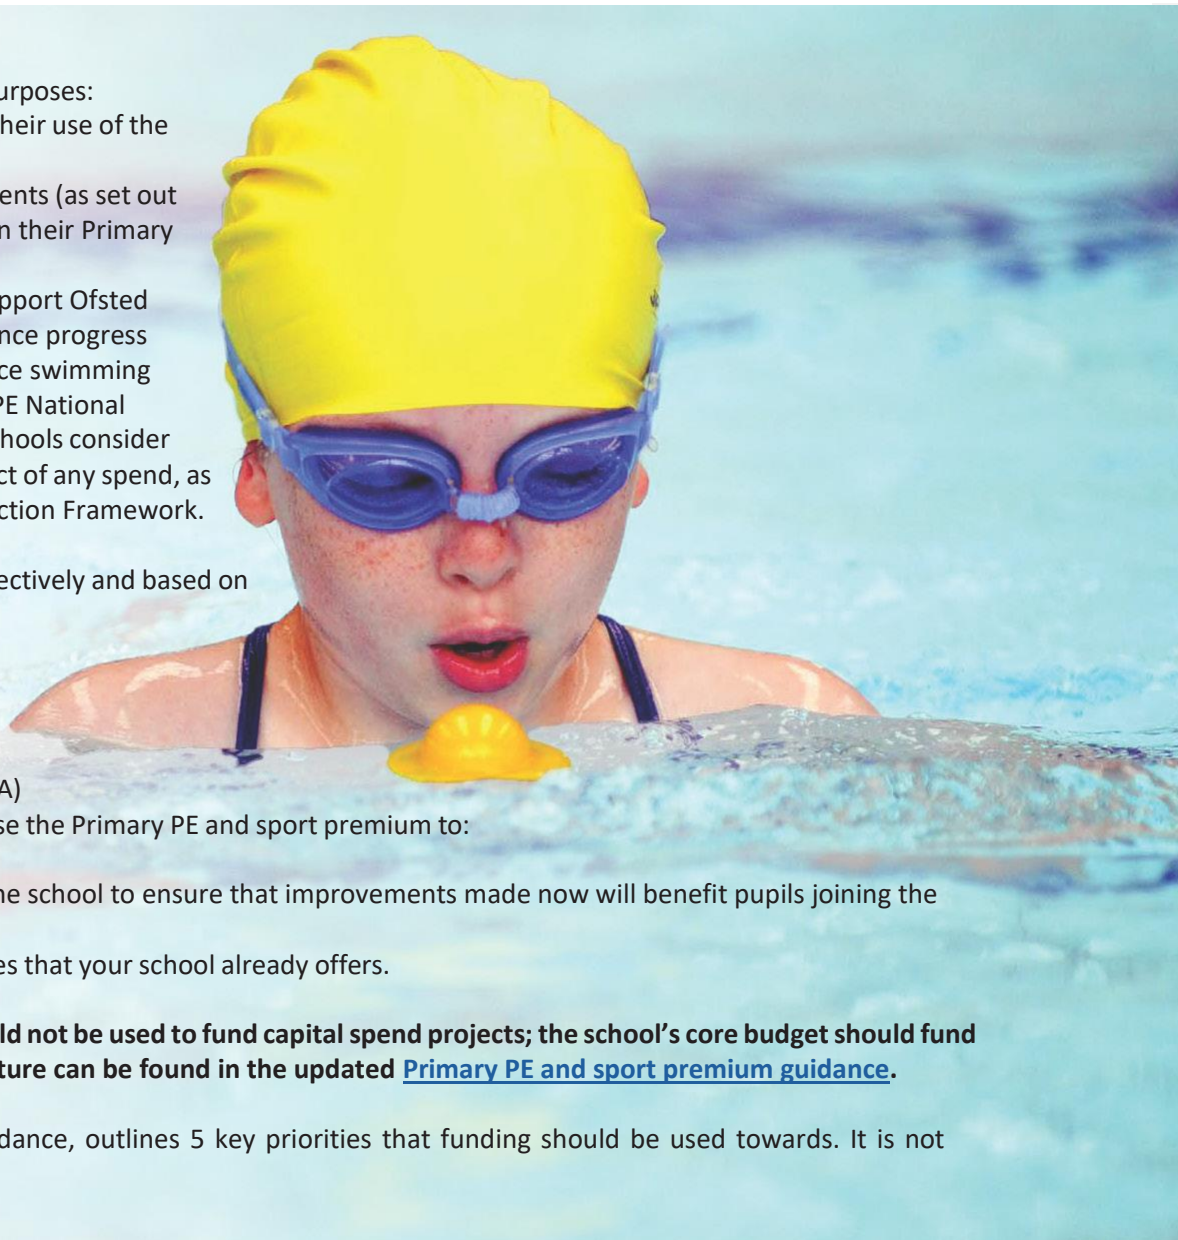 urposes:
heir use of the
ents (as set out
n their Primary
pport Ofsted
nce progress
ce swimming
PE National
chools consider
ct of any spend, as
ction Framework.
ectively and based on
A)
se the Primary PE and sport premium to:
he school to ensure that improvements made now will benefit pupils joining the
es that your school already offers.
ld not be used to fund capital spend projects; the school’s core budget should fund
ture can be found in the updated Primary PE and sport premium guidance.
dance, outlines 5 key priorities that funding should be used towards. It is not